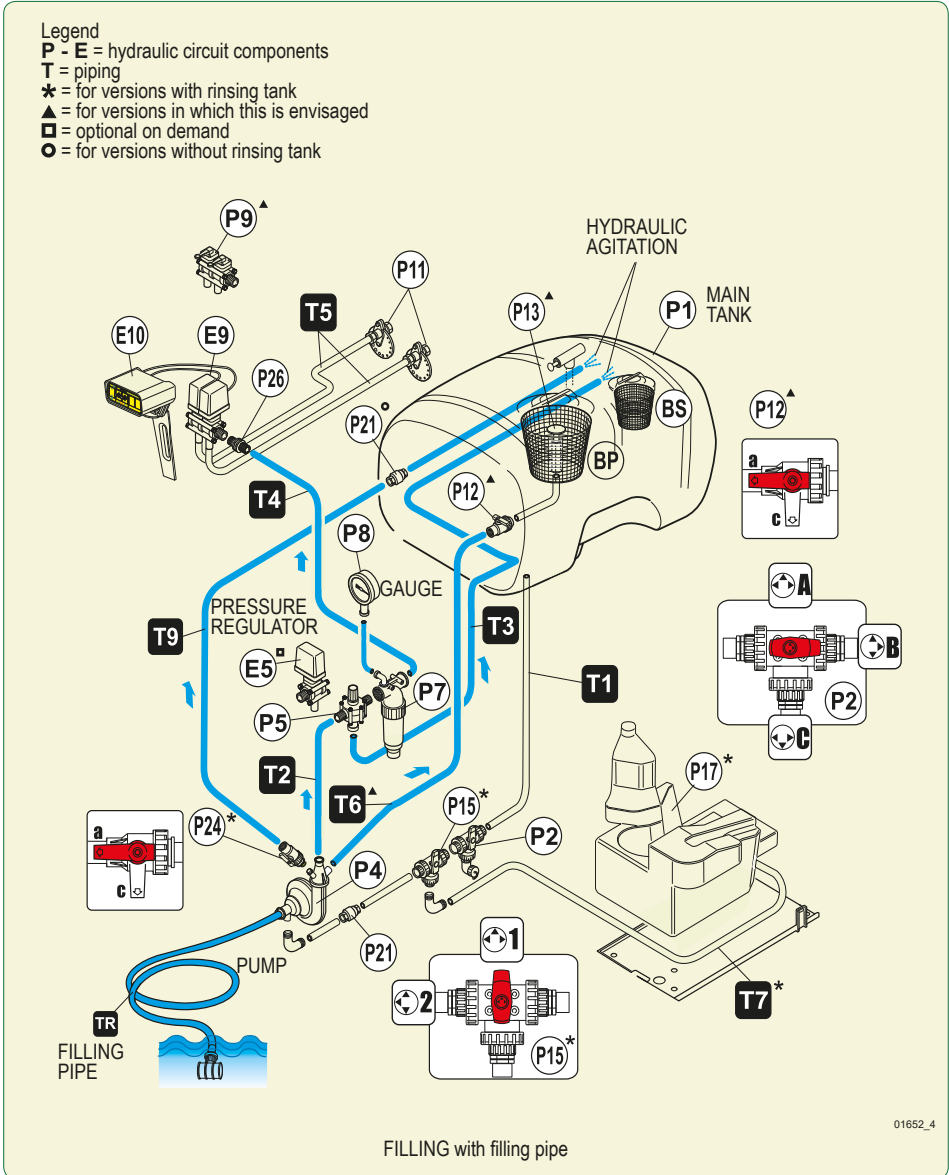 Legend
P - E = hydraulic circuit components
T = piping
* = for versions with rinsing tank
▲ = for versions in which this is envisaged
□ = optional on demand
O = for versions without rinsing tank
P9▲
HYDRAULIC
AGITATION
P11
P13▲
P1
MAIN
TANK
T5
E10
E9
P26
P21°
BS
BP
P12▲
P12▲
a
c
T4
P8
GAUGE
A
PRESSURE
REGULATOR
T9
T3
B
E5□
P7
T1
P2
P5
C
T2
P17*
T6▲
P15*
P24*
P2
a
c
P4
PUMP
P21
1
2
T7*
TR
FILLING
PIPE
P15*
01652_4
FILLING with filling pipe